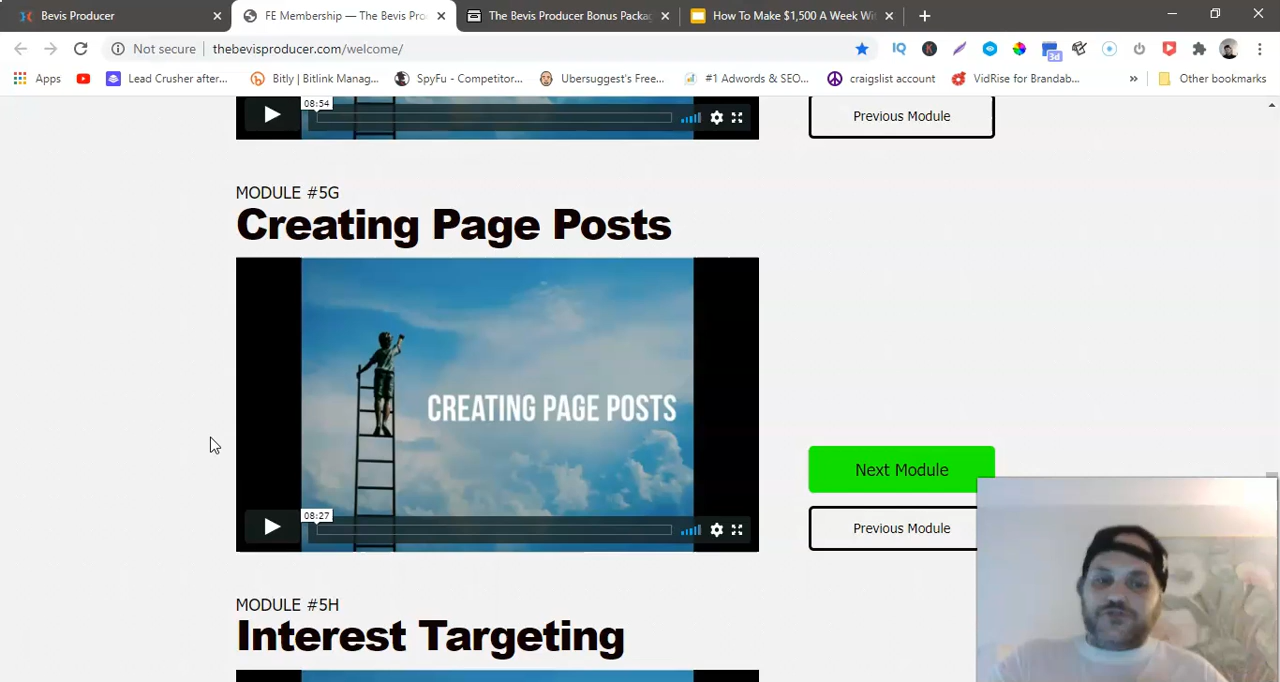 Bevis Producer
FE Membership — The Bevis Pro
The Bevis Producer Bonus Packa
How To Make $1,500 A Week Wit
Not secure
thebevisproducer.com/welcome/
IQ
K
3d
Apps
Lead Crusher after...
Bitly | Bitlink Manag...
SpyFu - Competitor...
Ubersuggest's Free...
#1 Adwords & SEO...
craigslist account
VidRise for Brandab...
»
Other bookmarks
08:54
Previous Module
MODULE #5G
Creating Page Posts
CREATING PAGE POSTS
08:27
Next Module
Previous Module
MODULE #5H
Interest Targeting